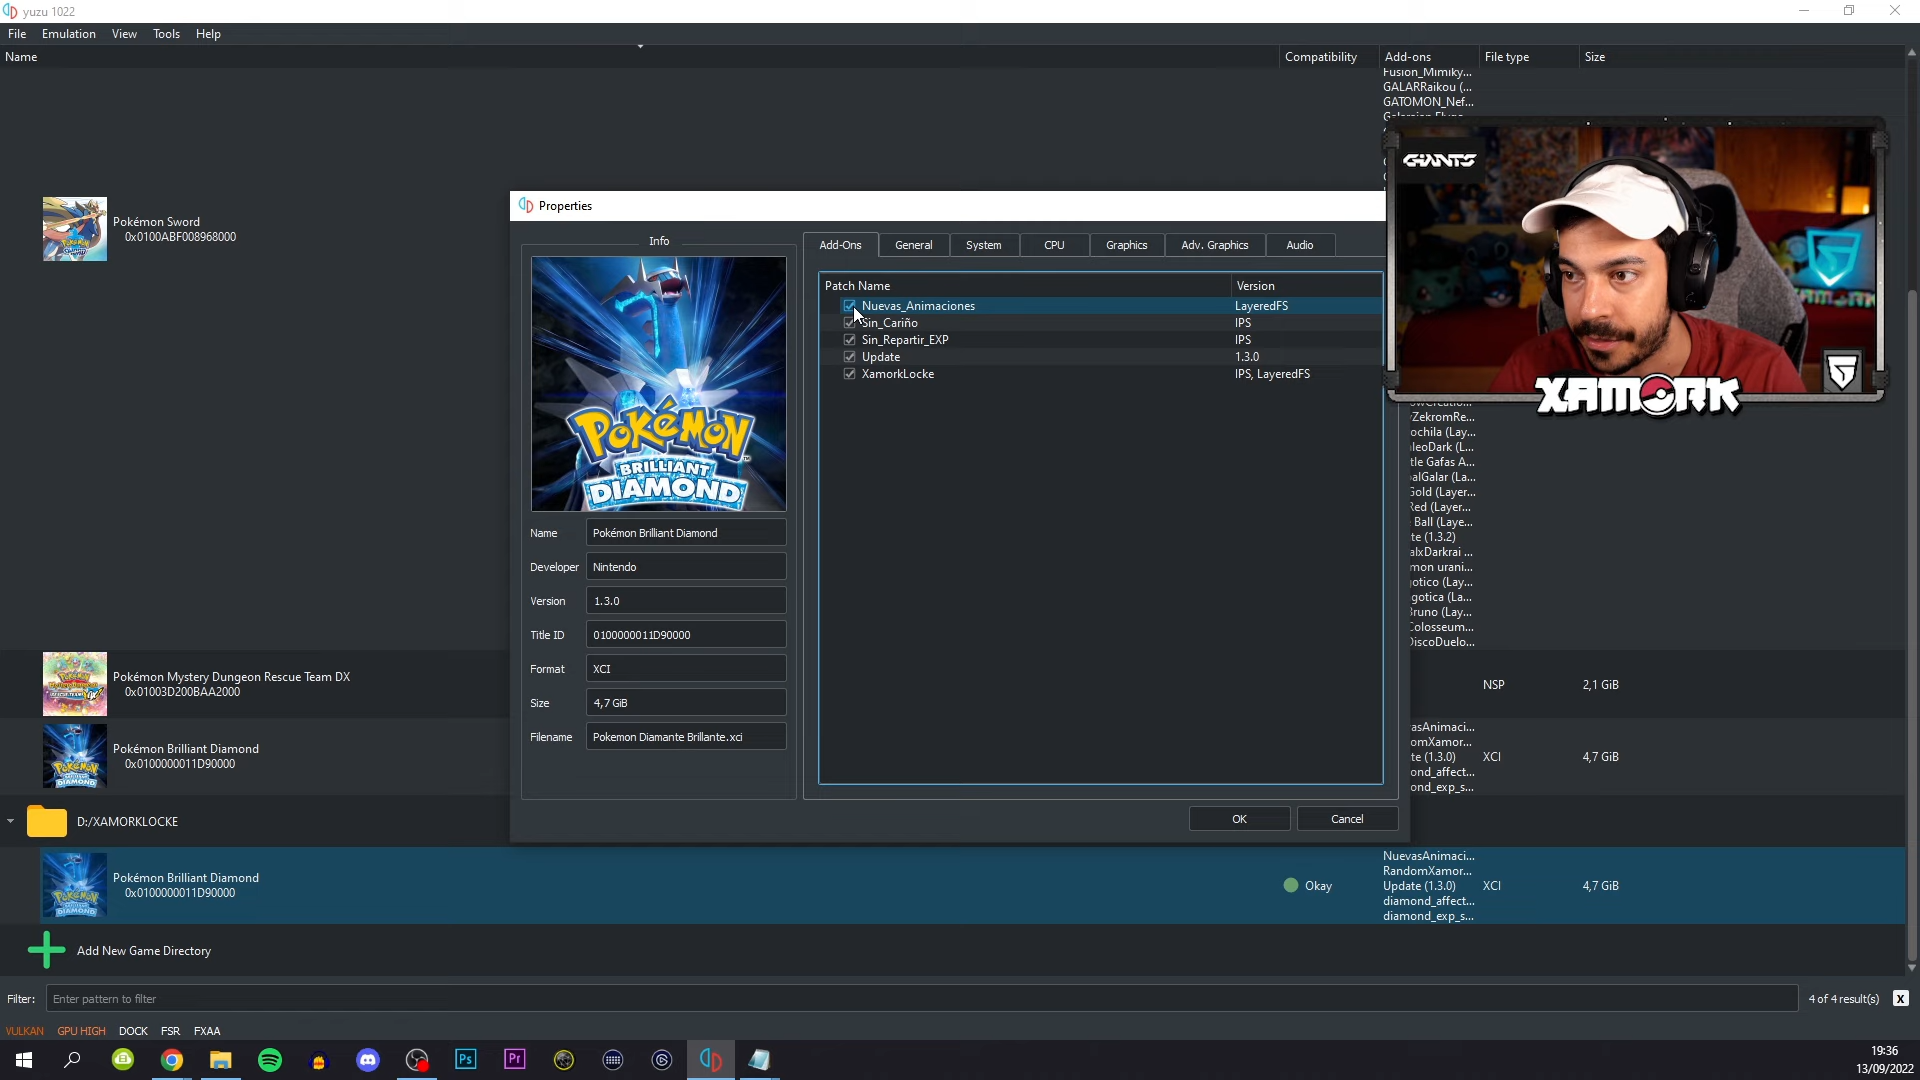 yuzu 1022
File Emulation View Tools Help
Name Compatibility Add-ons File type Size
Fusion_Mimiky...
GALARRaikou (...
GATOMON_Nef...
GIANTS
Pokémon Sword
0x0100ABF008968000
Properties
Info
Add-Ons General System CPU Graphics Adv. Graphics Audio
Patch Name Version
Nuevas_Animaciones LayeredFS
Sin_Cariño IPS
Sin_Repartir_EXP IPS
Update 1.3.0
XamorkLocke IPS, LayeredFS
XAMORK
POKÉMON
BRILLIANT
DIAMOND
Name Pokémon Brilliant Diamond
Developer Nintendo
Version 1.3.0
Title ID 0100000011D90000
Format XCI
Size 4,7 GiB
Filename Pokemon Diamante Brillante.xci
OK Cancel
ZekromRe...
ochila (Lay...
leoDark (L...
tle Gafas A...
alGalar (La...
Gold (Layer...
Red (Layer...
Ball (Laye...
te (1.3.2)
alxDarkrai ...
mon urani...
gotico (Lay...
gotica (La...
Bruno (Lay...
Colosseum...
DiscoDuelo...
Pokémon Mystery Dungeon Rescue Team DX
0x01003D200BAA2000
NSP 2,1 GiB
Pokémon Brilliant Diamond
0x0100000011D90000
asAnimaci...
omXamor...
te (1.3.0)
ond_affect...
ond_exp_s...
XCI 4,7 GiB
D:/XAMORKLOCKE
Pokémon Brilliant Diamond
0x0100000011D90000
Okay
NuevasAnimaci...
RandomXamor...
Update (1.3.0)
diamond_affect...
diamond_exp_s...
XCI 4,7 GiB
Add New Game Directory
Filter: Enter pattern to filter 4 of 4 result(s) X
VULKAN GPU HIGH DOCK FSR FXAA
Ps Pr
19:36
13/09/2022